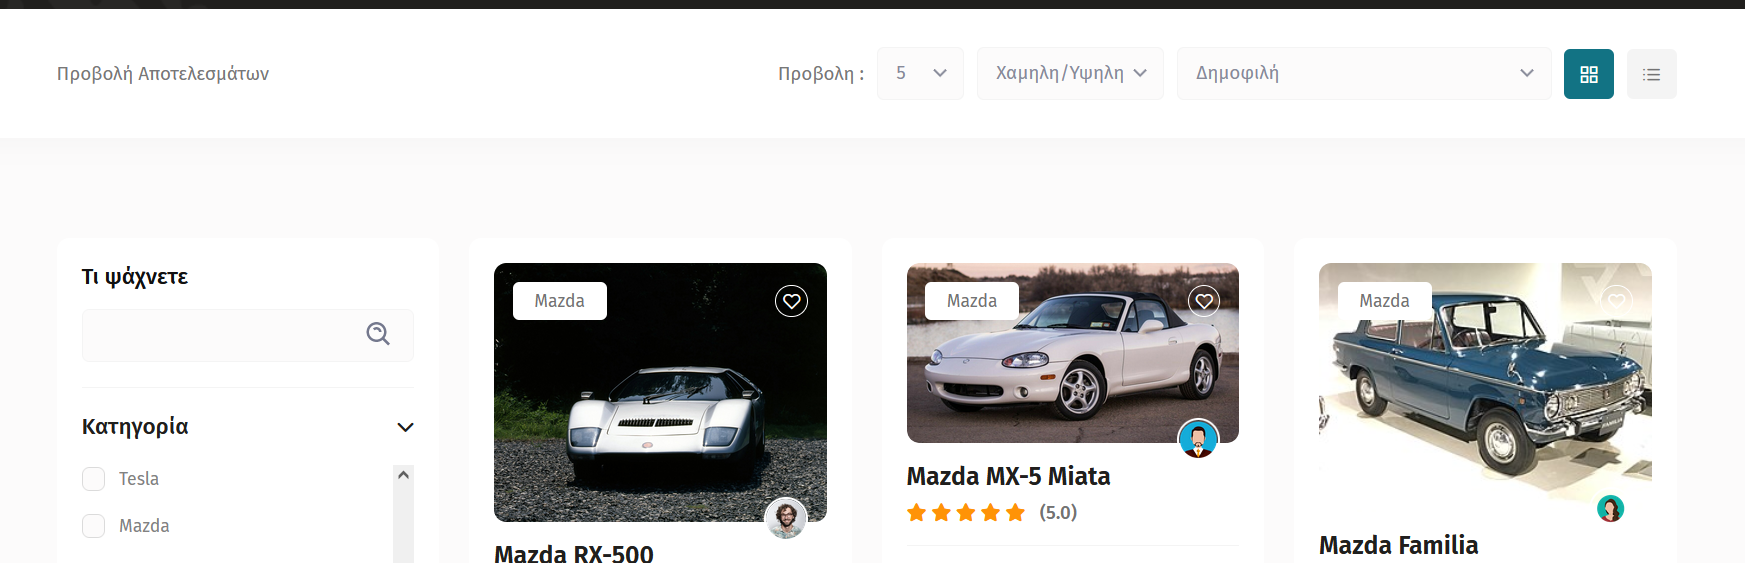 Προβολή Αποτελεσμάτων
Προβολη : 5 Χαμηλη/Υψηλη Δημοφιλή
Τι ψάχνετε
Κατηγορία
Tesla
Mazda
Mazda
Mazda RX-500
Mazda
Mazda MX-5 Miata
(5.0)
Mazda
Mazda Familia